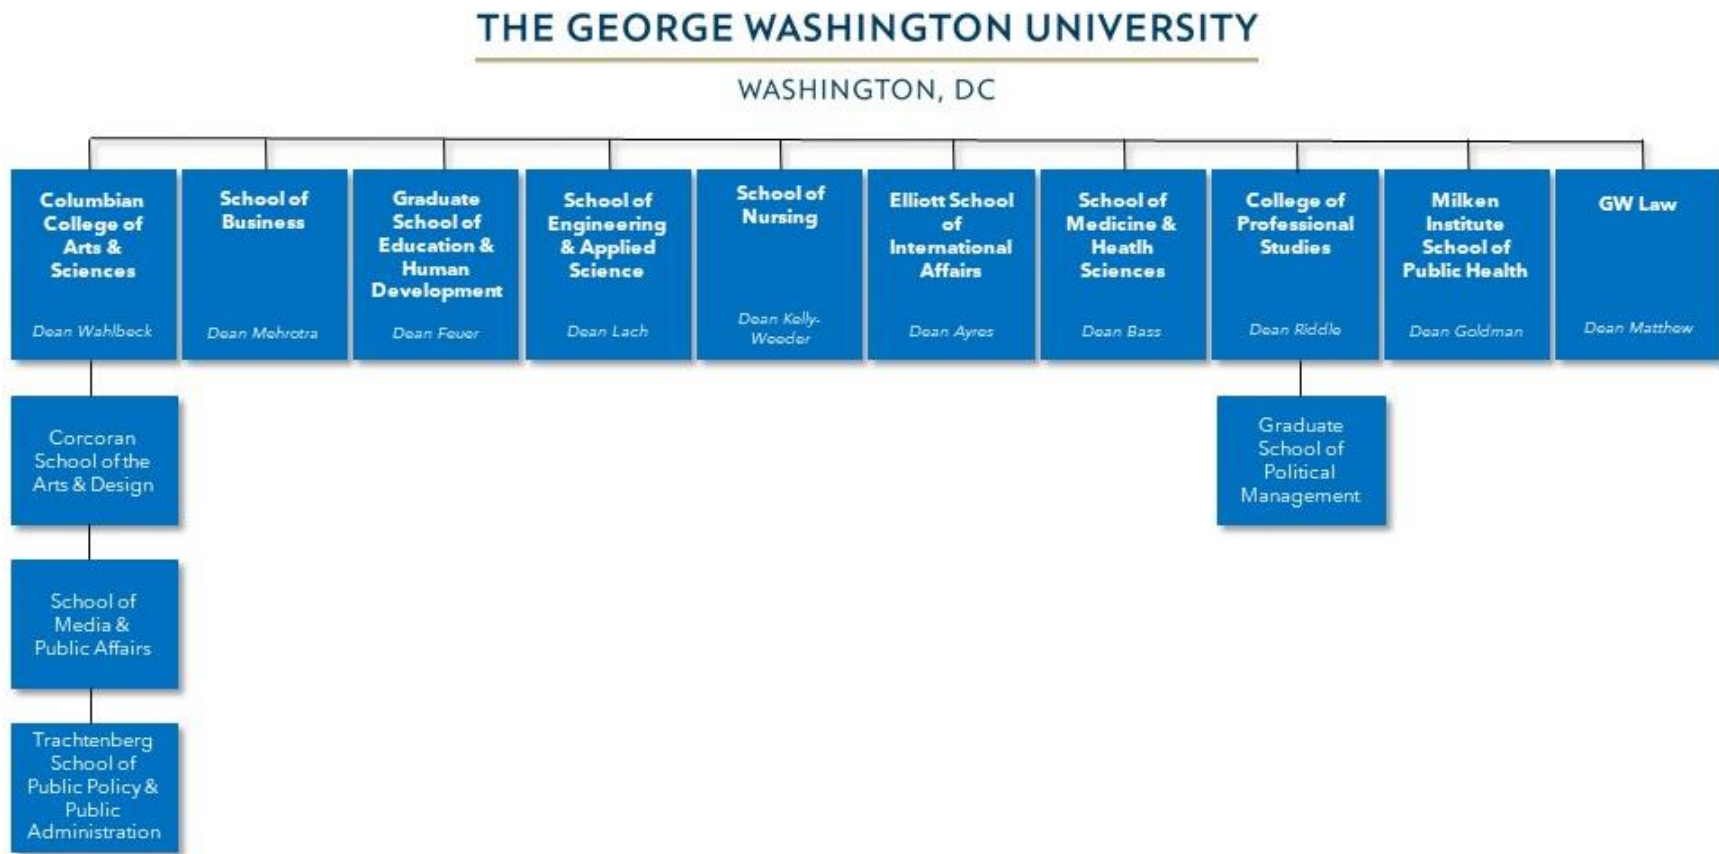 THE GEORGE WASHINGTON UNIVERSITY
WASHINGTON, DC
Columbian
College of
Arts &
Sciences
Dean Wahlbeck
School of
Business
Dean Mehrotra
Graduate
School of
Education &
Human
Development
Dean Feuer
School of
Engineering
& Applied
Science
Dean Lach
School of
Nursing
Dean Kelly-
Weeder
Elliott School
of
International
Affairs
Dean Ayres
School of
Medicine &
Heatlh
Sciences
Dean Bass
College of
Professional
Studies
Dean Riddle
Milken
Institute
School of
Public Health
Dean Goldman
GW Law
Dean Matthew
Corcoran
School of the
Arts & Design
Graduate
School of
Political
Management
School of
Media &
Public Affairs
Trachtenberg
School of
Public Policy &
Public
Administration